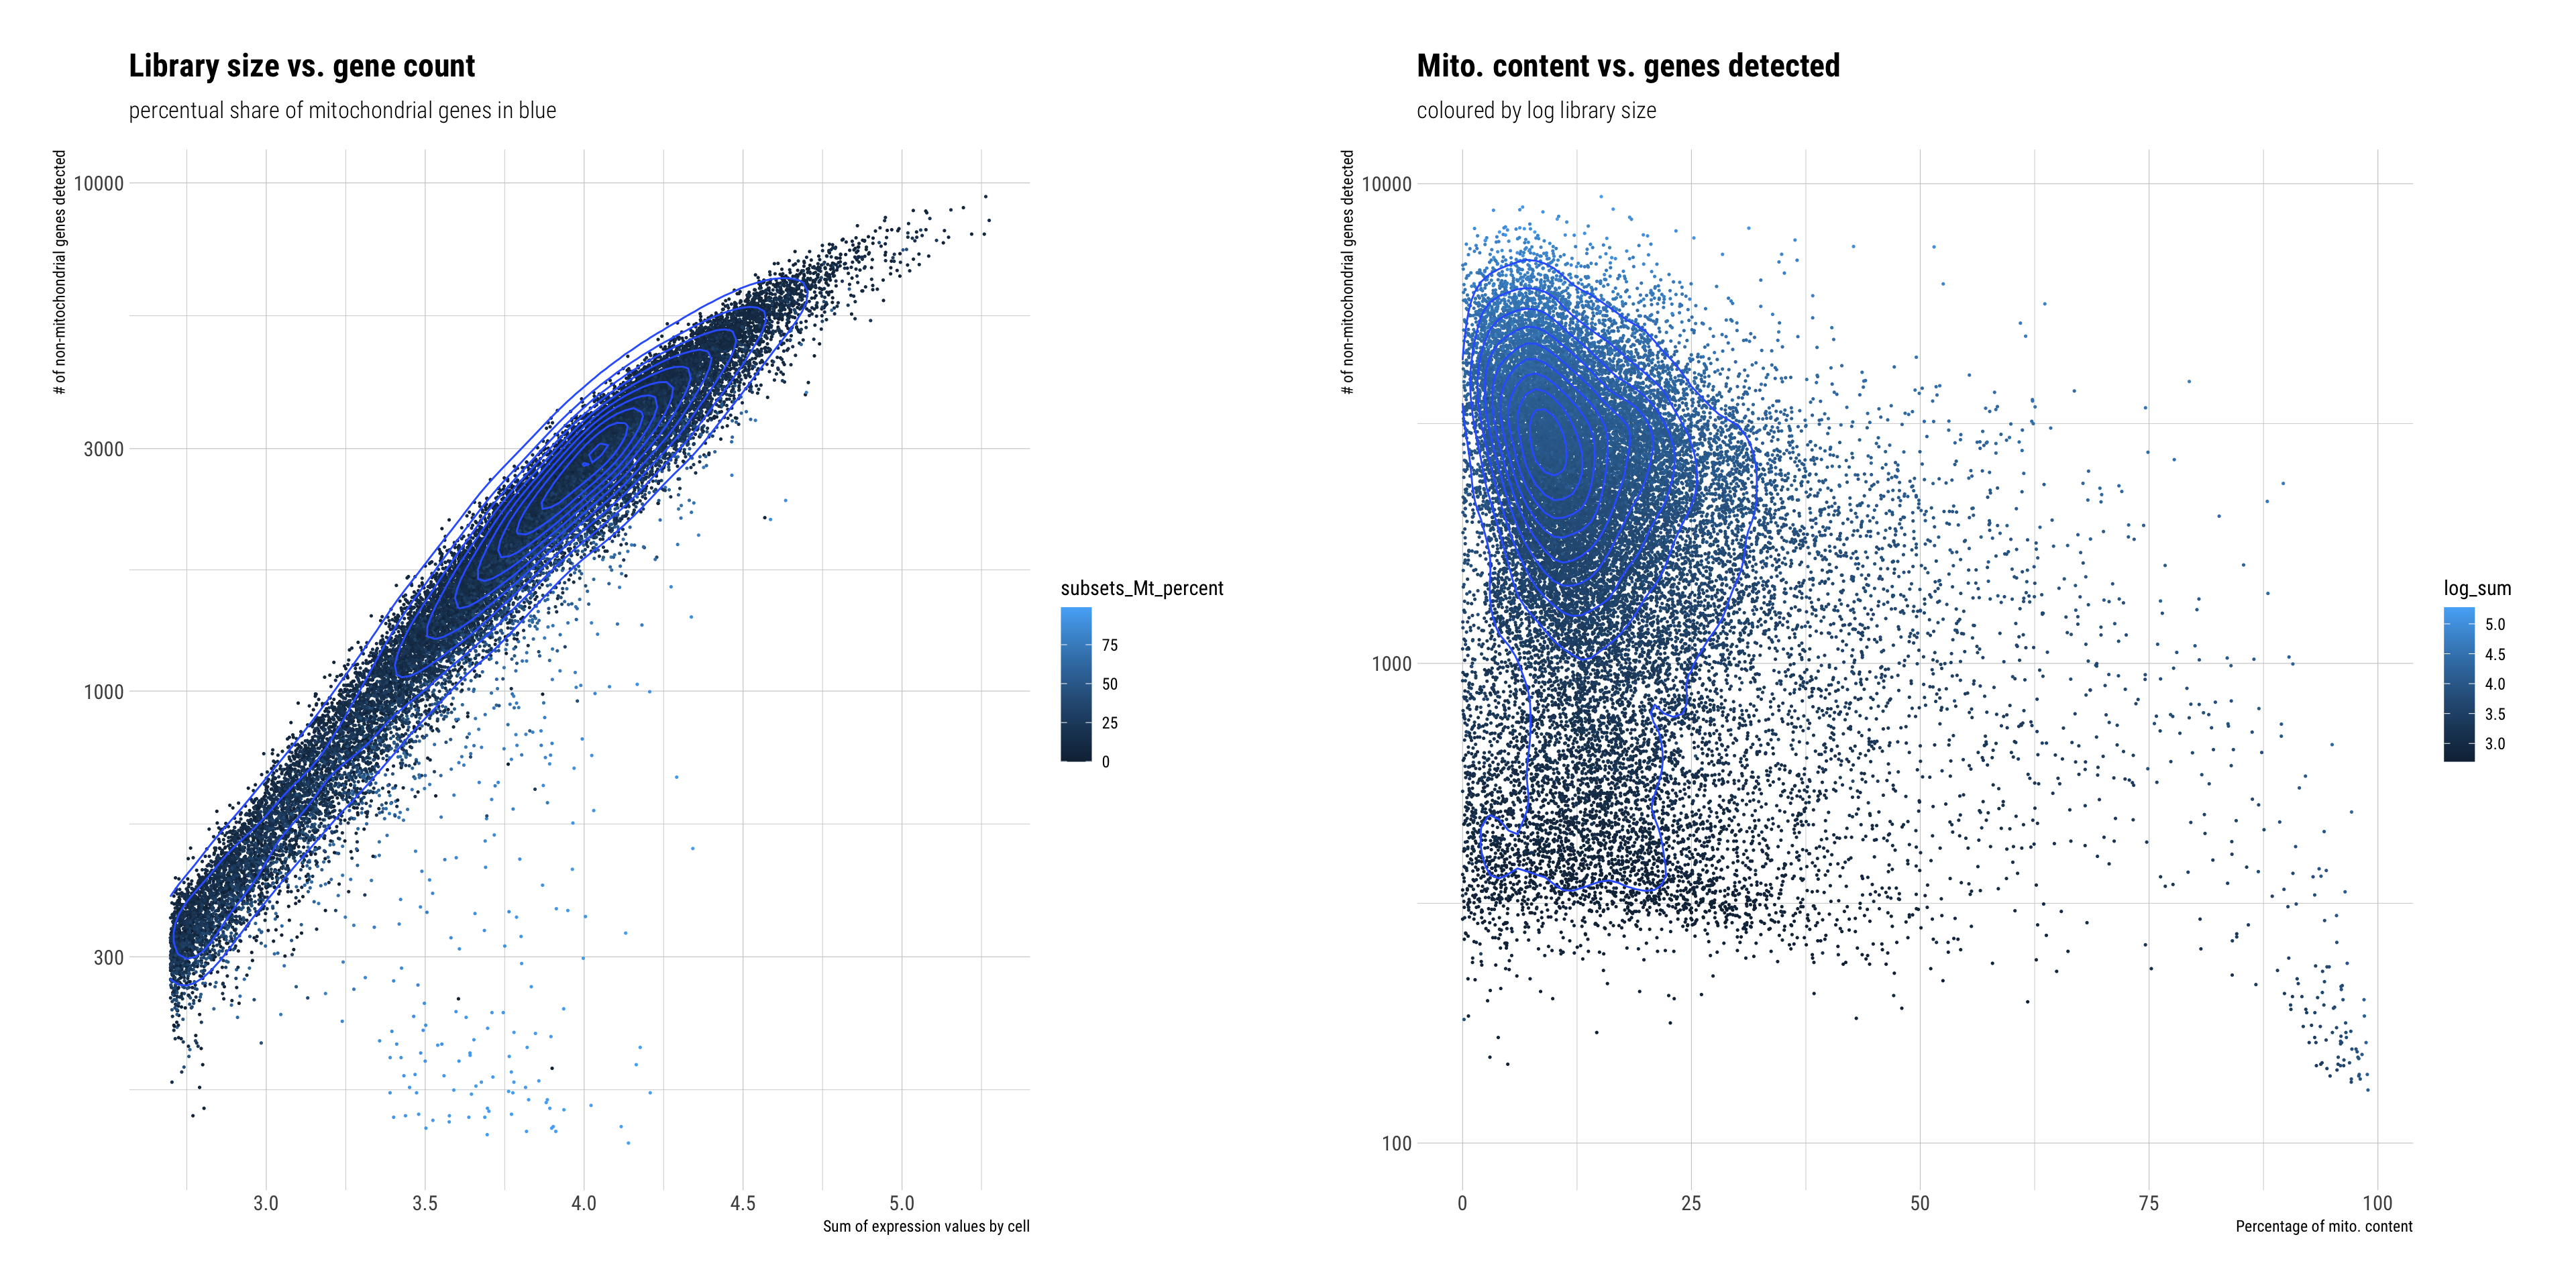 Library size vs. gene count
percentual share of mitochondrial genes in blue
# of non-mitochondrial genes detected
10000
3000
1000
300
3.0 3.5 4.0 4.5 5.0
Sum of expression values by cell
subsets_Mt_percent
75
50
25
0
Mito. content vs. genes detected
coloured by log library size
# of non-mitochondrial genes detected
10000
1000
100
0 25 50 75 100
Percentage of mito. content
log_sum
5.0
4.5
4.0
3.5
3.0